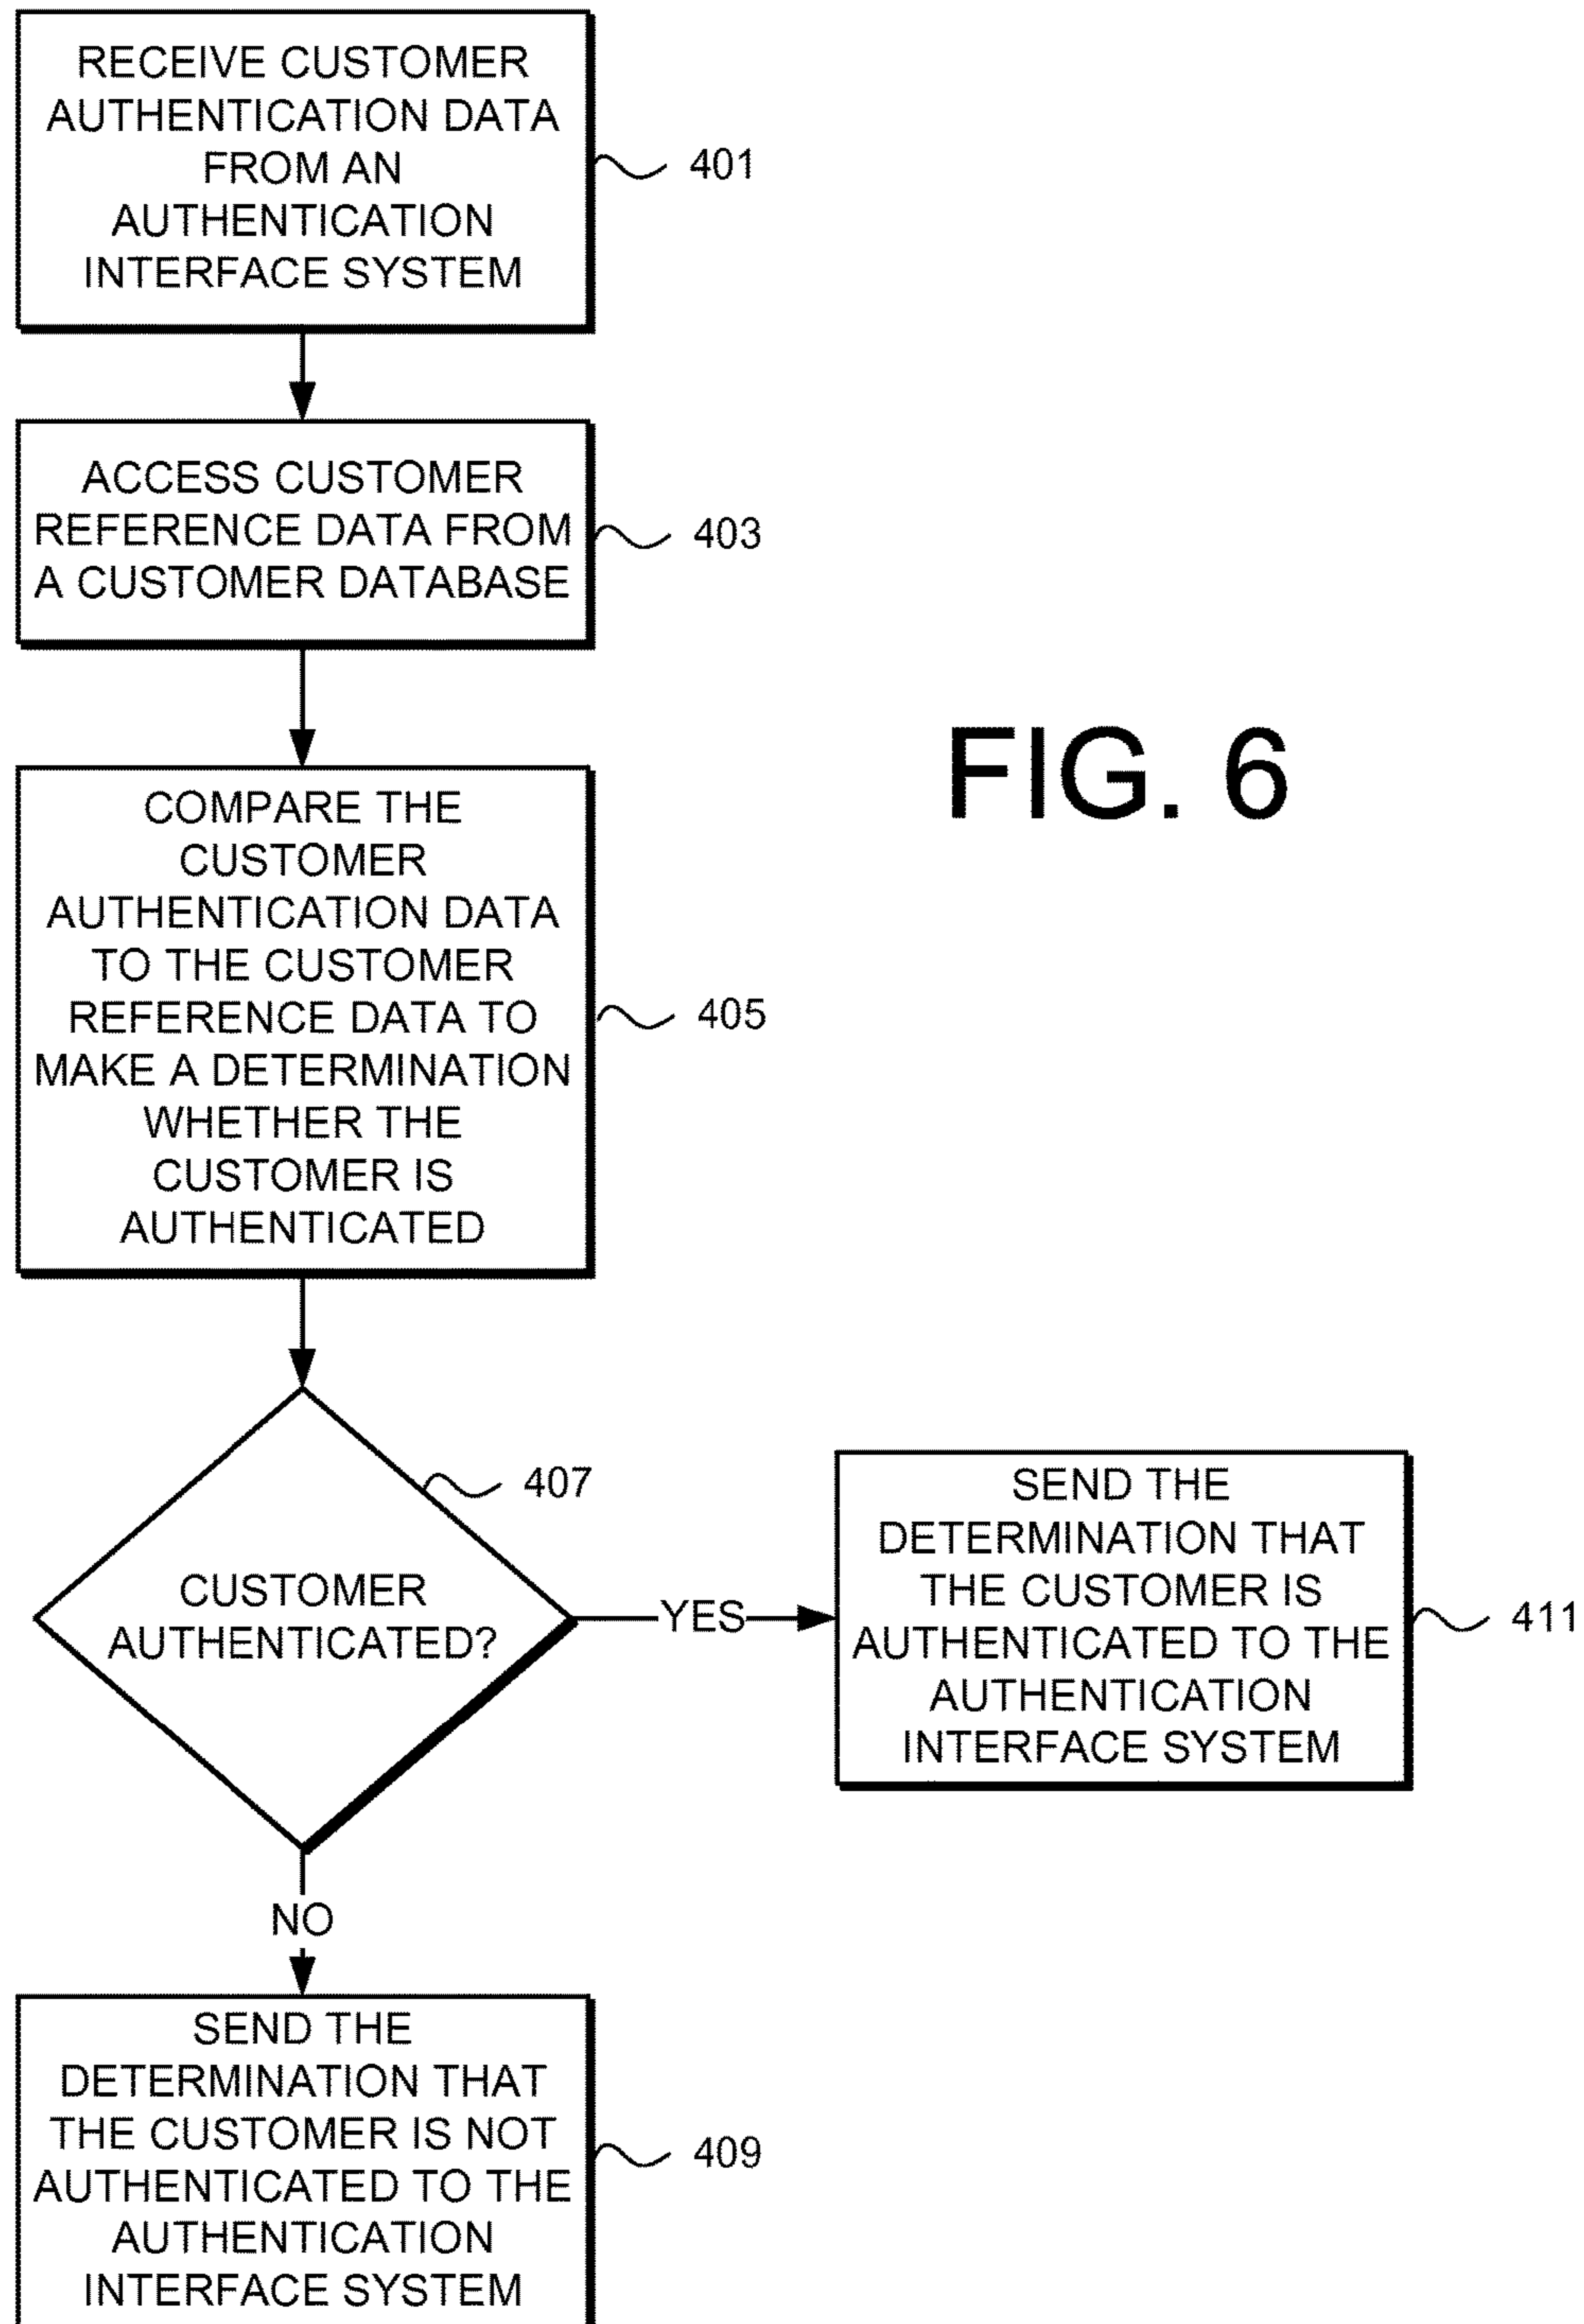 RECEIVE CUSTOMER
AUTHENTICATION DATA
FROM AN
AUTHENTICATION
INTERFACE SYSTEM
401
ACCESS CUSTOMER
REFERENCE DATA FROM
A CUSTOMER DATABASE
403
FIG. 6
COMPARE THE
CUSTOMER
AUTHENTICATION DATA
TO THE CUSTOMER
REFERENCE DATA TO
MAKE A DETERMINATION
WHETHER THE
CUSTOMER IS
AUTHENTICATED
405
407
CUSTOMER
AUTHENTICATED?
YES
SEND THE
DETERMINATION THAT
THE CUSTOMER IS
AUTHENTICATED TO THE
AUTHENTICATION
INTERFACE SYSTEM
411
NO
SEND THE
DETERMINATION THAT
THE CUSTOMER IS NOT
AUTHENTICATED TO THE
AUTHENTICATION
INTERFACE SYSTEM
409